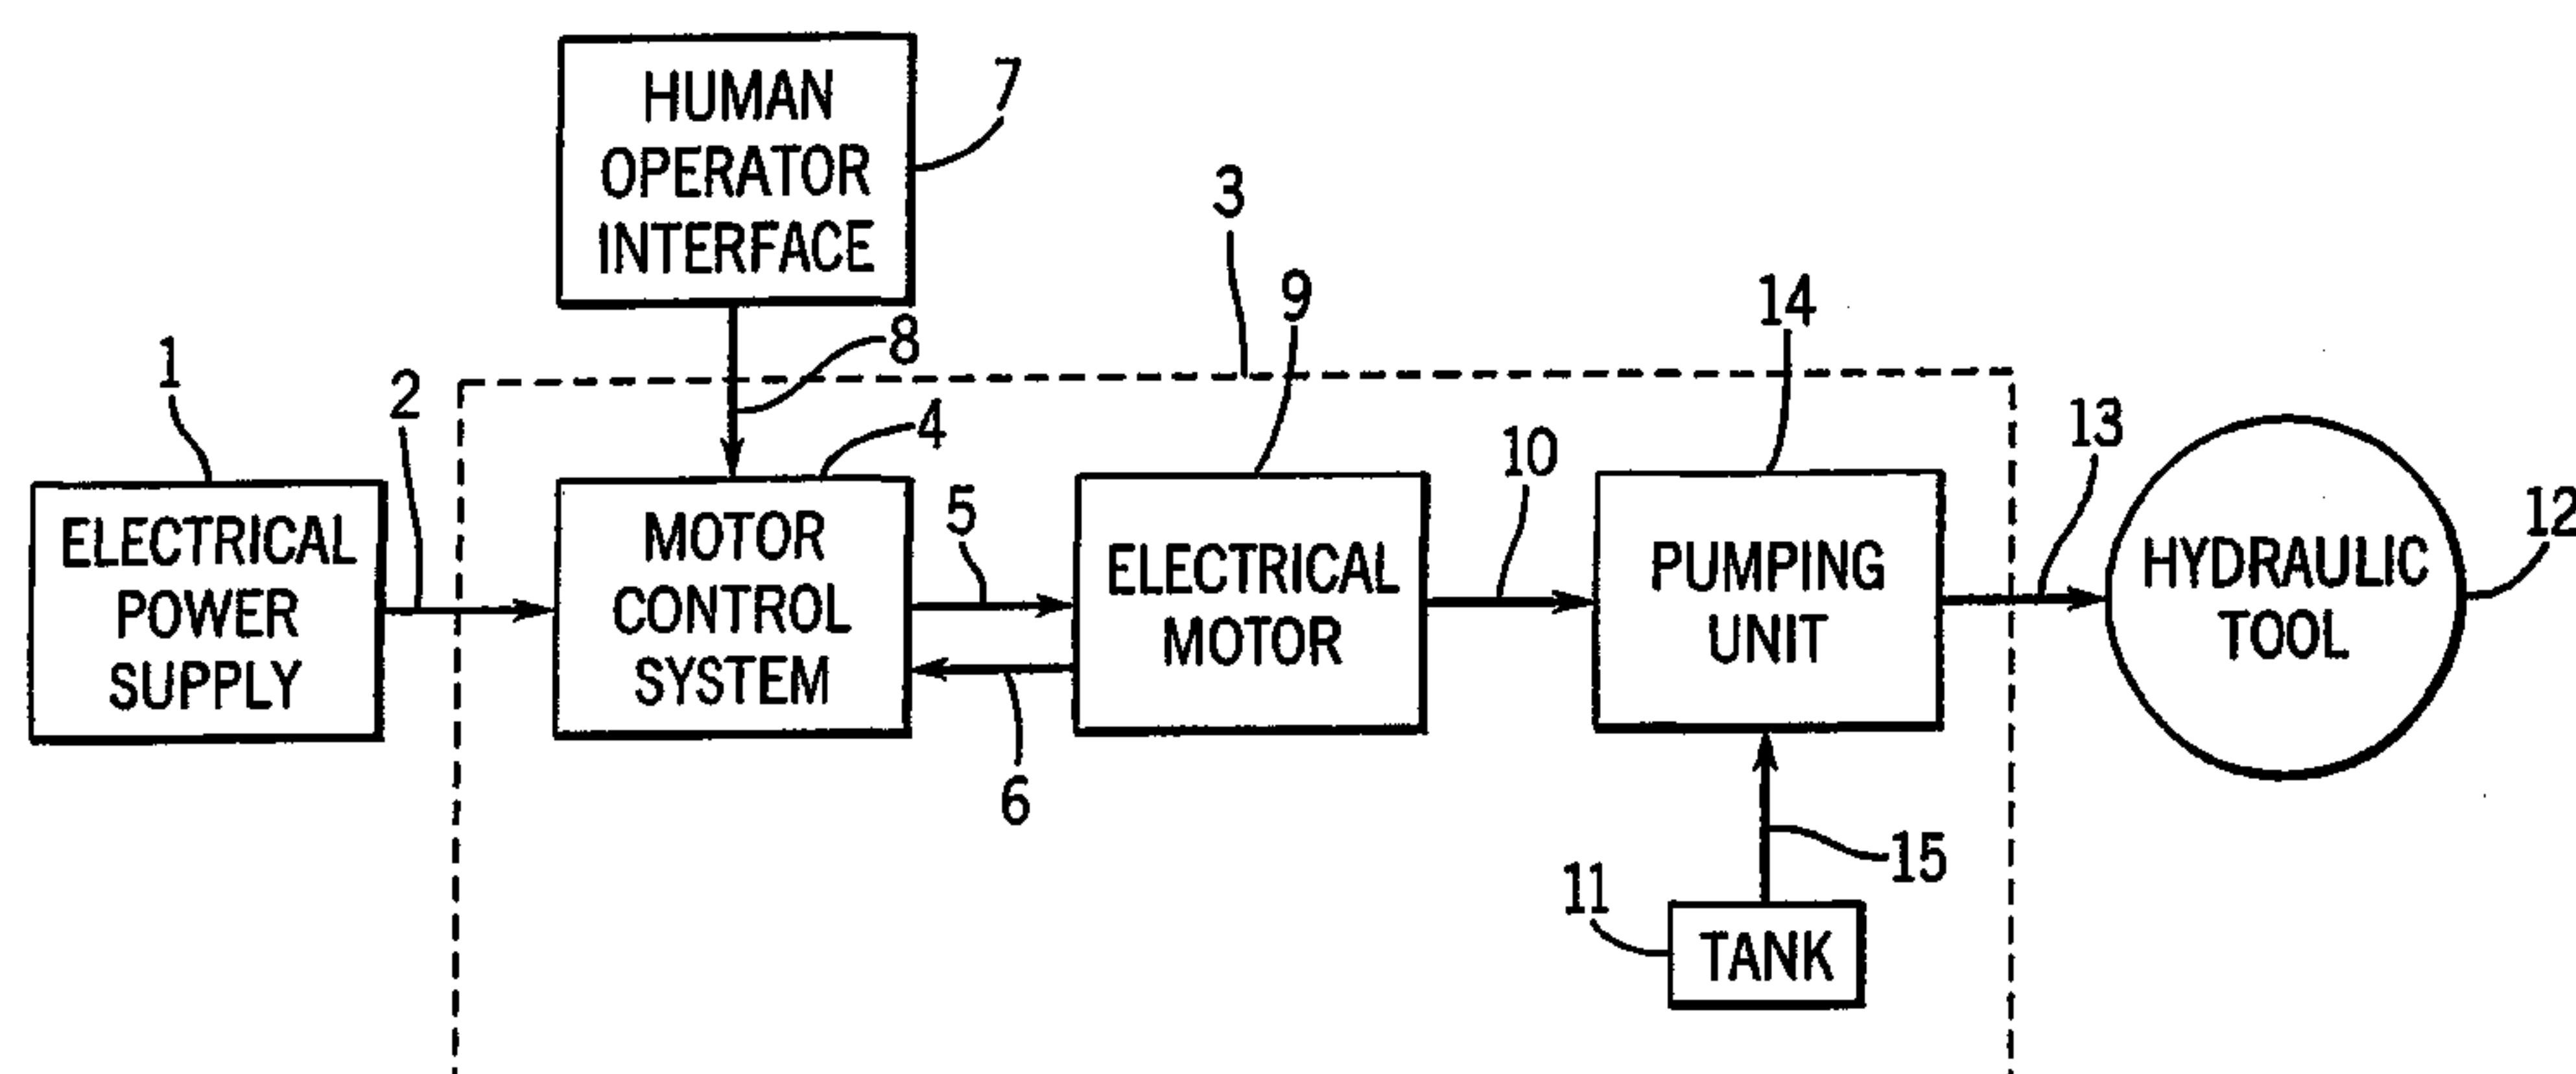 HUMAN
OPERATOR
INTERFACE
7
3
9
14
1
2
8
4
5
10
13
12
ELECTRICAL
POWER
SUPPLY
MOTOR
CONTROL
SYSTEM
ELECTRICAL
MOTOR
PUMPING
UNIT
HYDRAULIC
TOOL
6
15
11
TANK